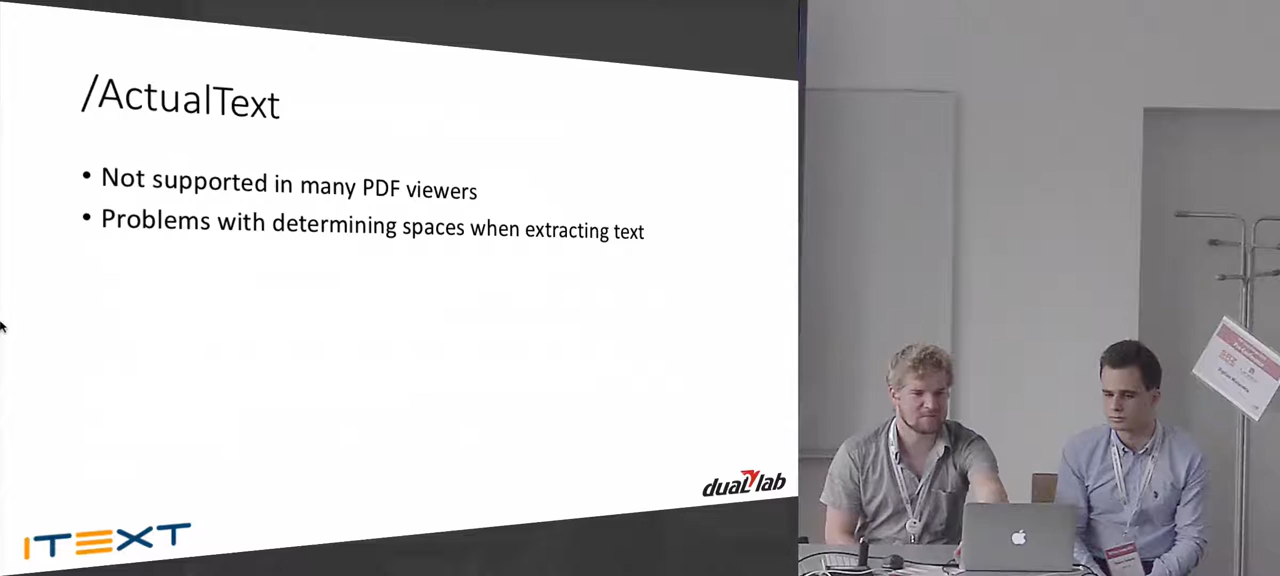 /ActualText
• Not supported in many PDF viewers
• Problems with determining spaces when extracting text
dual lab
iTEXT